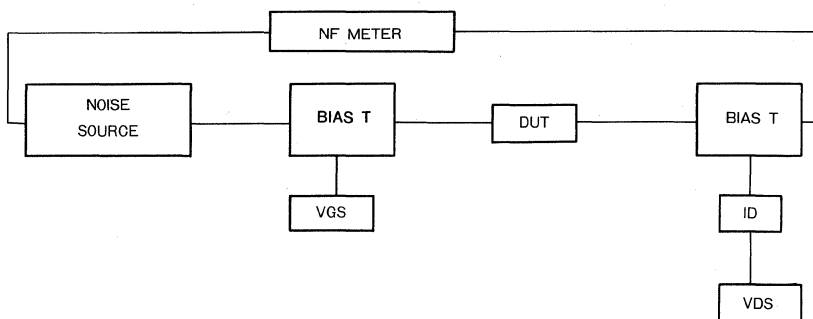 NF METER
NOISE
SOURCE
BIAS T
DUT
BIAS T
VGS
ID
VDS